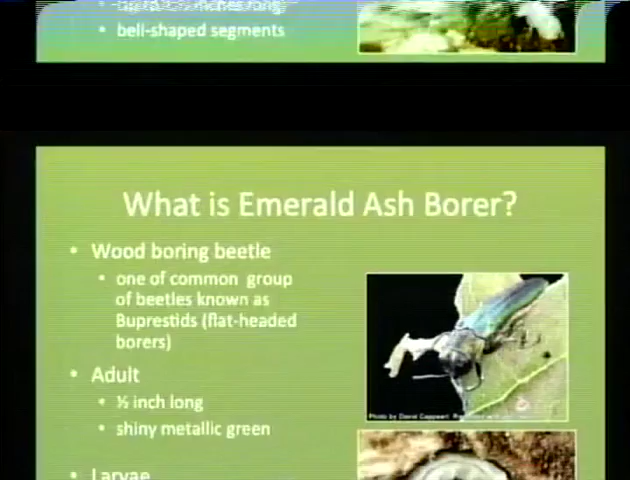 bell-shaped segments
What is Emerald Ash Borer?
• Wood boring beetle
• one of common group
of beetles known as
Buprestids (flat-headed
borers)
• Adult
• ½ inch long
• shiny metallic green
• Larvae
Photo by David Cappaert